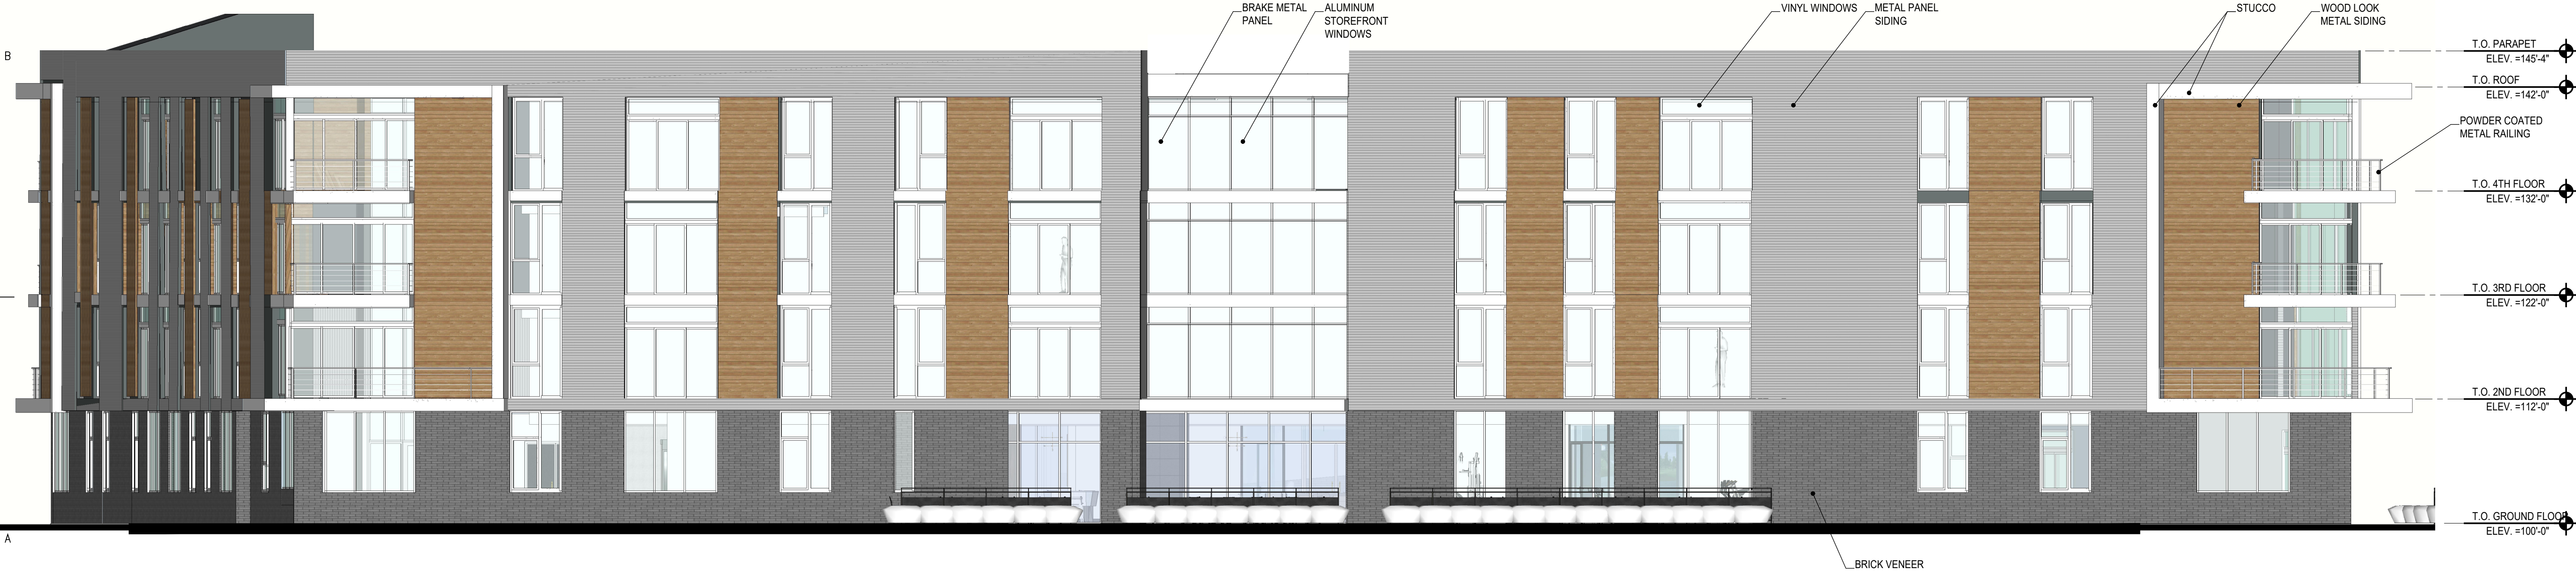 BRAKE METAL
PANEL
ALUMINUM
STOREFRONT
WINDOWS
VINYL WINDOWS
METAL PANEL
SIDING
STUCCO
WOOD LOOK
METAL SIDING
B
T.O. PARAPET
ELEV. =145'-4"
T.O. ROOF
ELEV. =142'-0"
POWDER COATED
METAL RAILING
T.O. 4TH FLOOR
ELEV. =132'-0"
T.O. 3RD FLOOR
ELEV. =122'-0"
T.O. 2ND FLOOR
ELEV. =112'-0"
T.O. GROUND FLOOR
ELEV. =100'-0"
A
BRICK VENEER